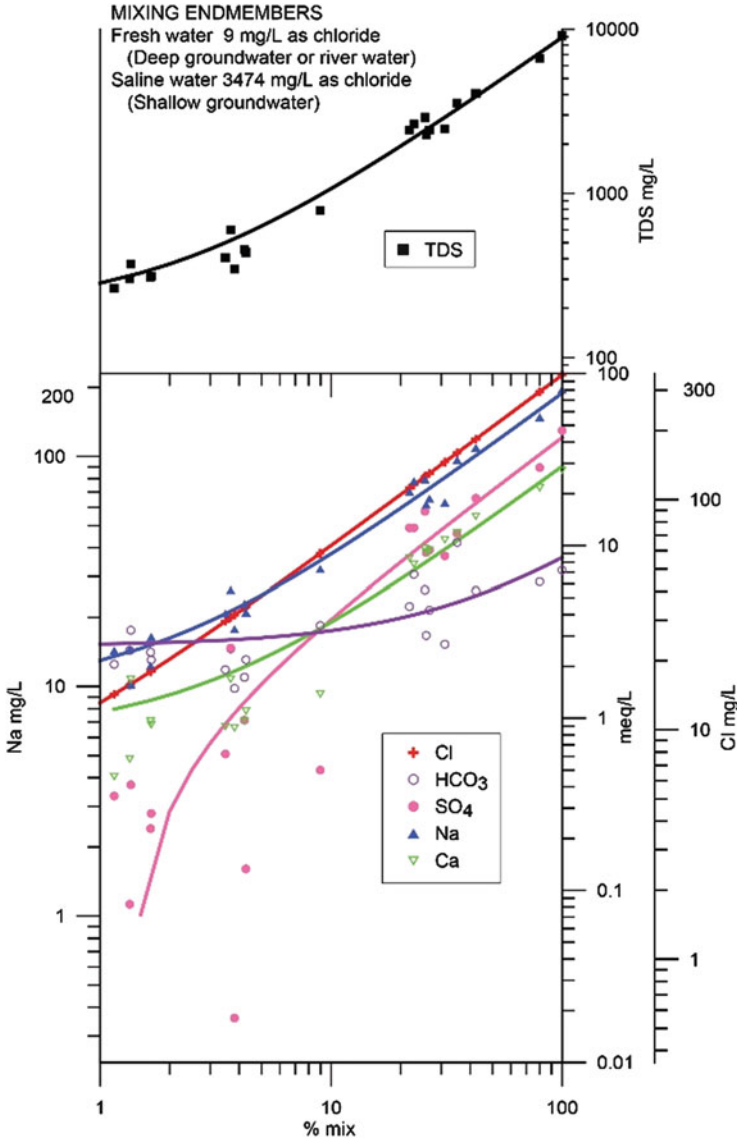 MIXING ENDMEMBERS
Fresh water 9 mg/L as chloride
(Deep groundwater or river water)
Saline water 3474 mg/L as chloride
(Shallow groundwater)
10000
1000
100
TDS mg/L
TDS
200
100
10
1
Na mg/L
100
10
1
0.1
0.01
meq/L
300
100
10
1
Cl mg/L
Cl
HCO3
SO4
Na
Ca
1
10
100
% mix